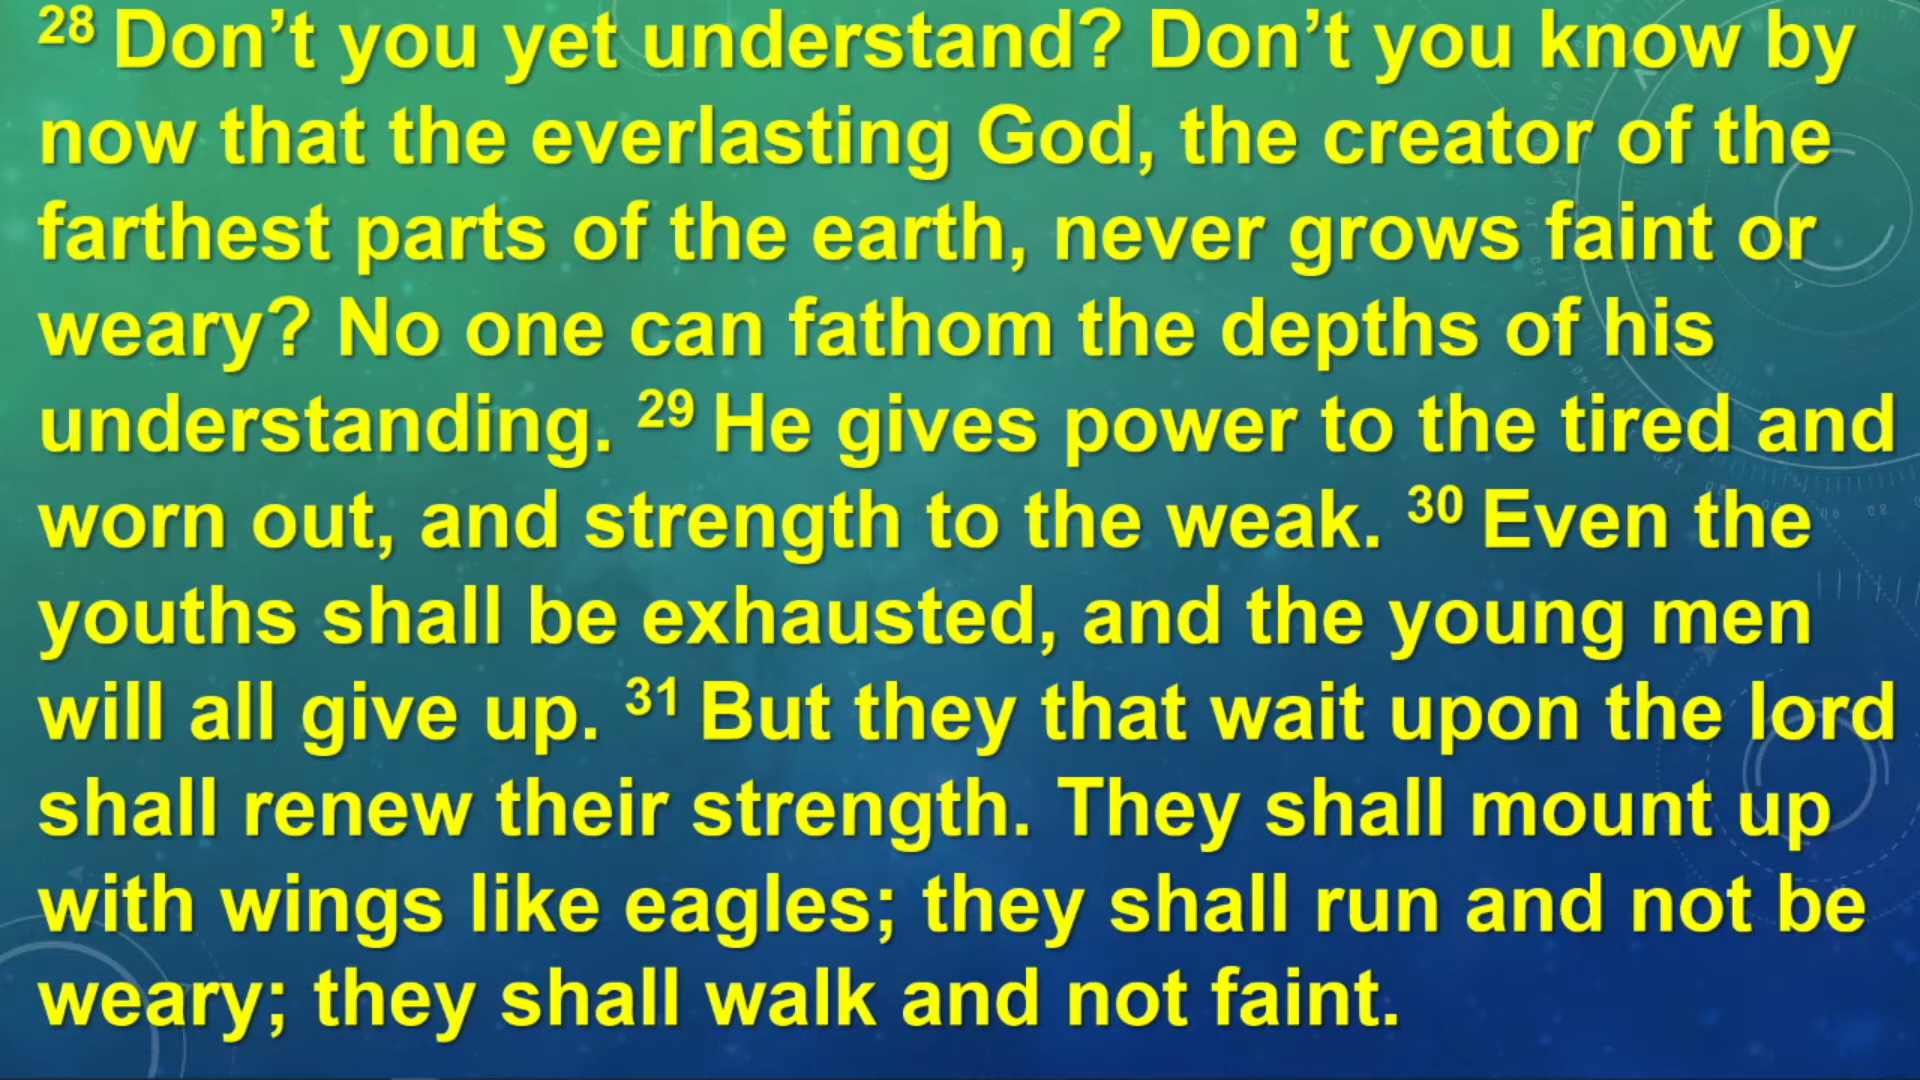 28 Don’t you yet understand? Don’t you know by
now that the everlasting God, the creator of the
farthest parts of the earth, never grows faint or
weary? No one can fathom the depths of his
understanding. 29 He gives power to the tired and
worn out, and strength to the weak. 30 Even the
youths shall be exhausted, and the young men
will all give up. 31 But they that wait upon the lord
shall renew their strength. They shall mount up
with wings like eagles; they shall run and not be
weary; they shall walk and not faint.